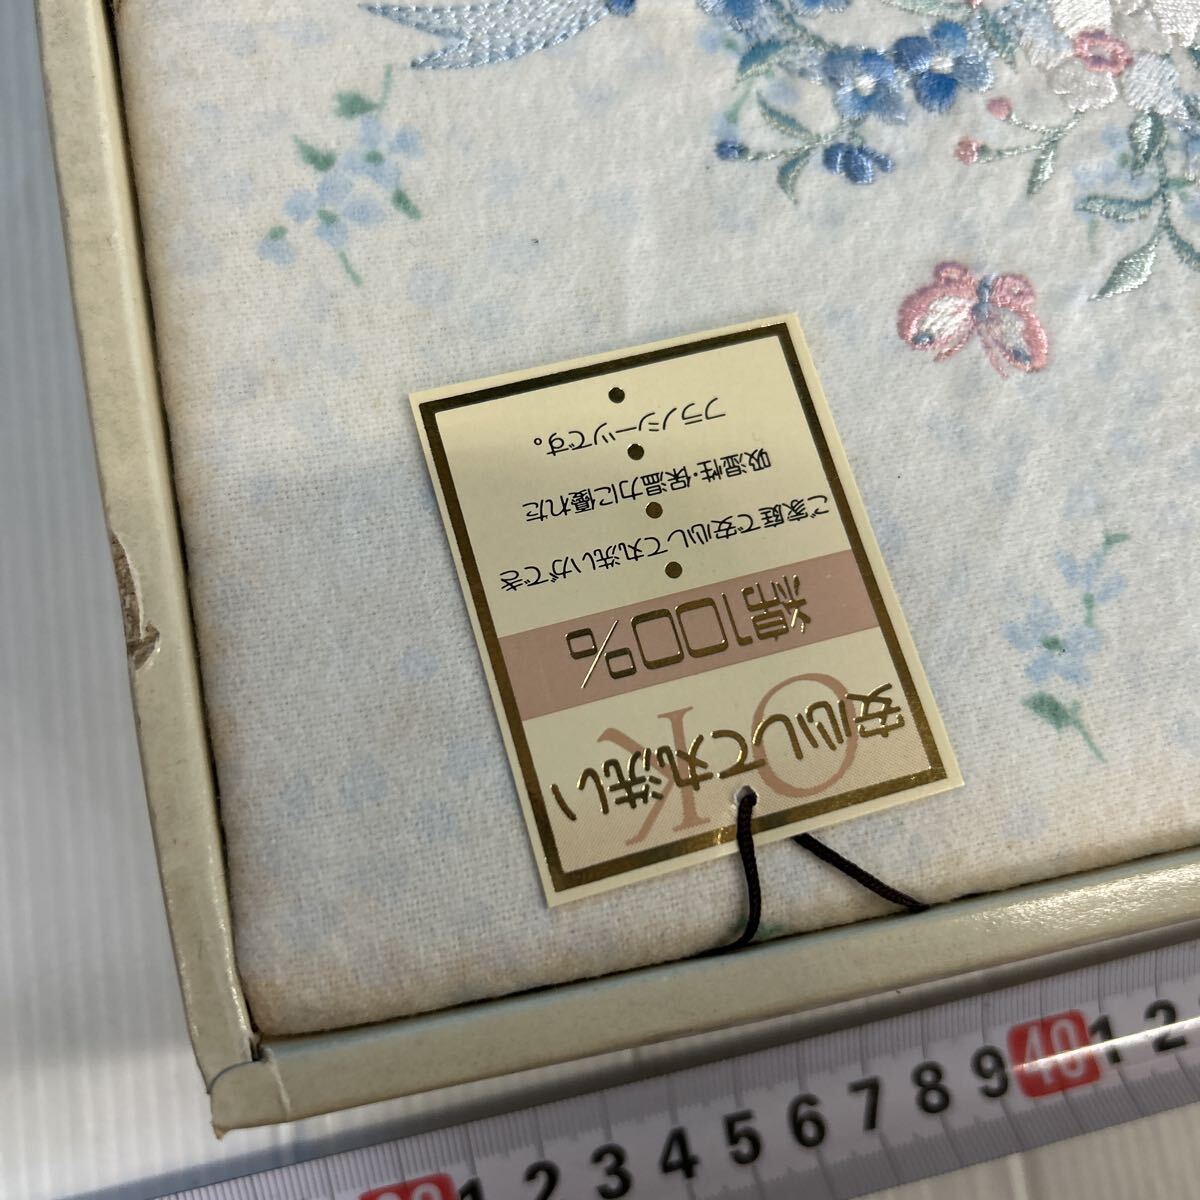 安心して丸洗い
OK
綿100%
ご家庭で安心して丸洗いができ
吸湿性・保温力に優れた
フランシーツです。
1 2 3 4 5 6 7 8 9 40 1 2